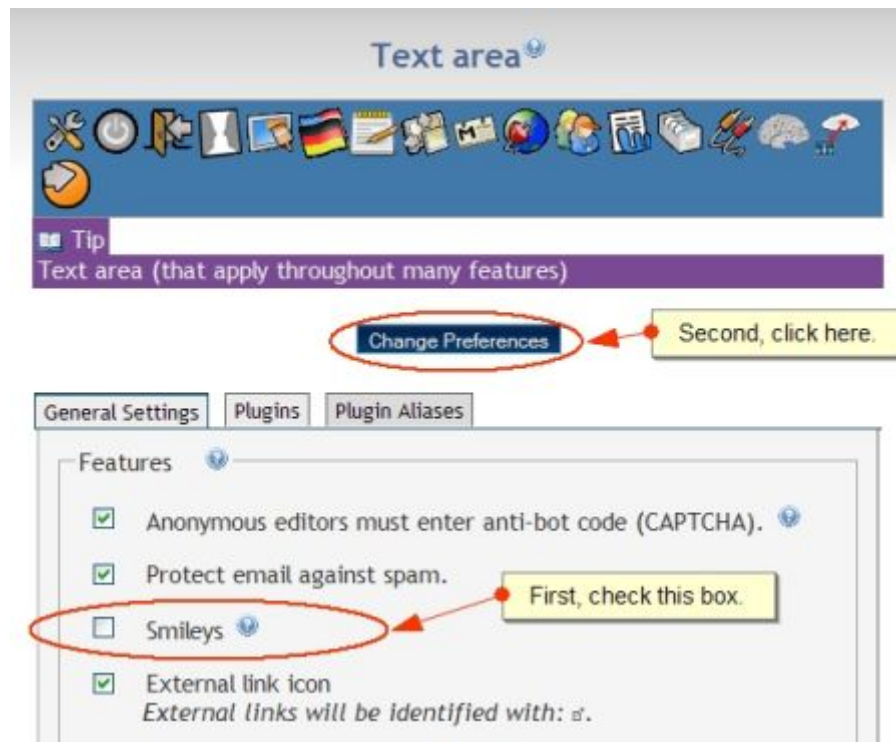 Text area
Tip
Text area (that apply throughout many features)
Change Preferences
Second, click here.
General Settings
Plugins
Plugin Aliases
Features
Anonymous editors must enter anti-bot code (CAPTCHA).
Protect email against spam.
First, check this box.
Smileys
External link icon
External links will be identified with: .